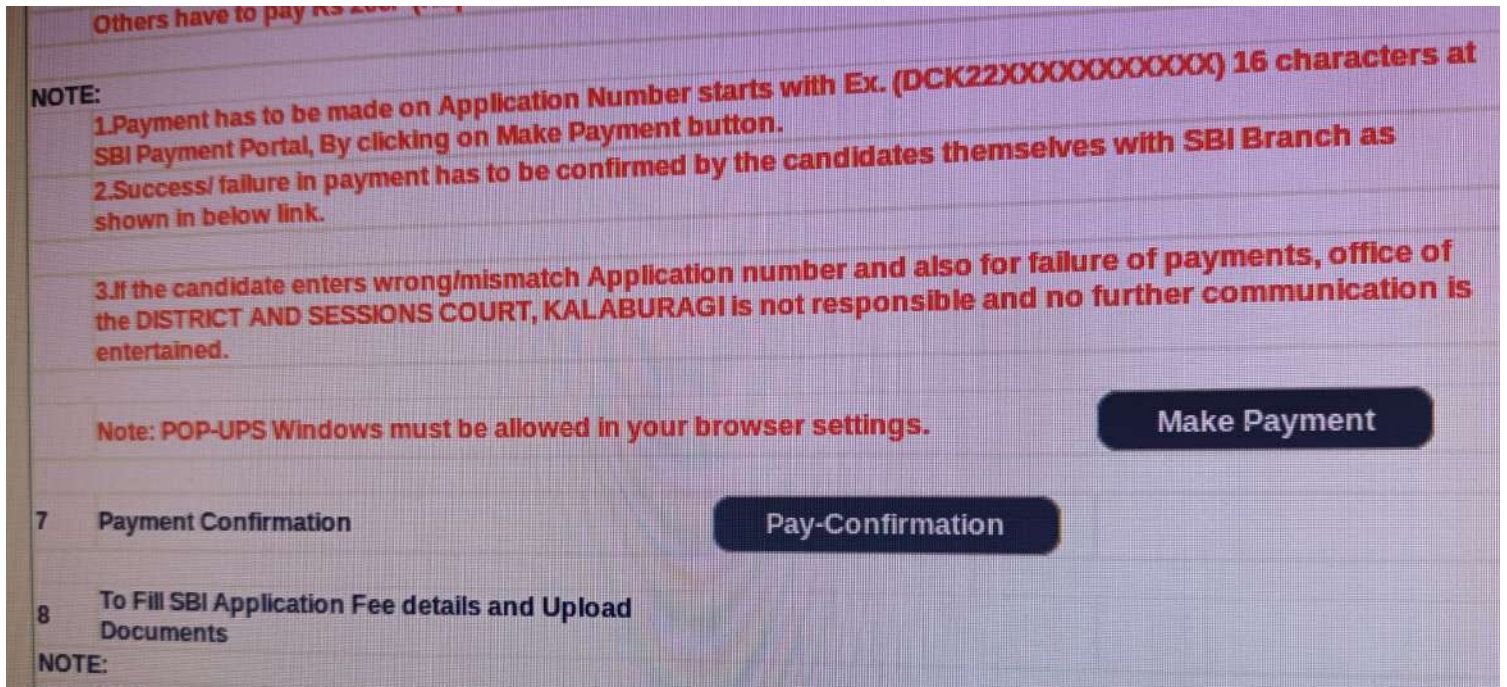 Others have to pay Rs
NOTE:
1.Payment has to be made on Application Number starts with Ex. (DCK22XXXXXXXXXXX) 16 characters at
SBI Payment Portal, By clicking on Make Payment button.
2.Success/ failure in payment has to be confirmed by the candidates themselves with SBI Branch as
shown in below link.
3.If the candidate enters wrong/mismatch Application number and also for failure of payments, office of
the DISTRICT AND SESSIONS COURT, KALABURAGI is not responsible and no further communication is
entertained.
Note: POP-UPS Windows must be allowed in your browser settings.
Make Payment
7 Payment Confirmation
Pay-Confirmation
8 To Fill SBI Application Fee details and Upload
Documents
NOTE: